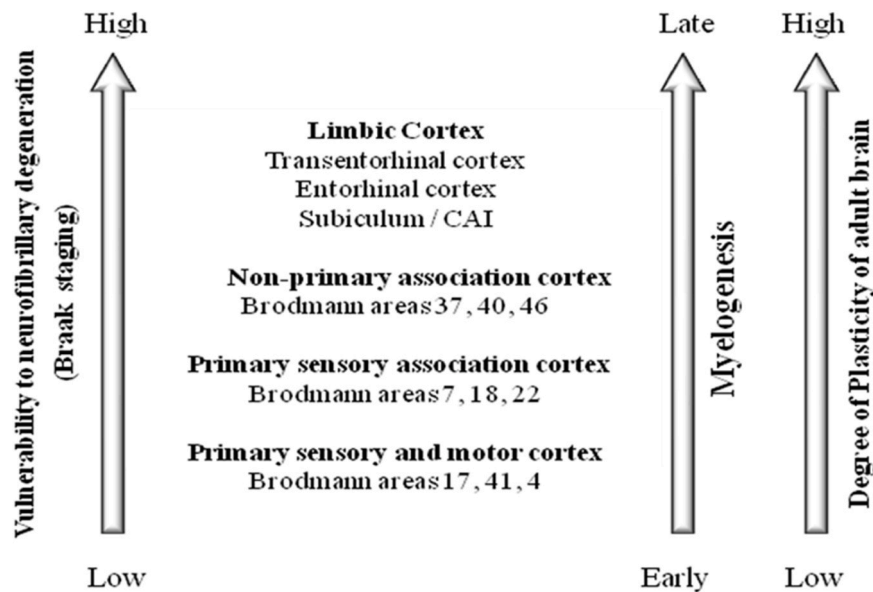 High
Late
High
Vulnerability to neurofibrillary degeneration
(Braak staging)
Limbic Cortex
Transentorhinal cortex
Entorhinal cortex
Subiculum / CAI
Non-primary association cortex
Brodmann areas 37, 40, 46
Primary sensory association cortex
Brodmann areas 7, 18, 22
Primary sensory and motor cortex
Brodmann areas 17, 41, 4
Myelogenesis
Degree of Plasticity of adult brain
Low
Early
Low